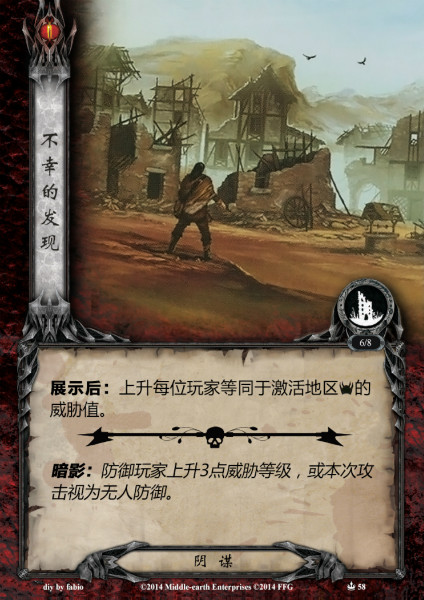 不幸的发现
6/8
展示后：上升每位玩家等同于激活地区的
威胁值。
暗影：防御玩家上升3点威胁等级，或本次攻
击视为无人防御。
阴谋
diy by fabio ©2014 Middle-earth Enterprises ©2014 FFG 58